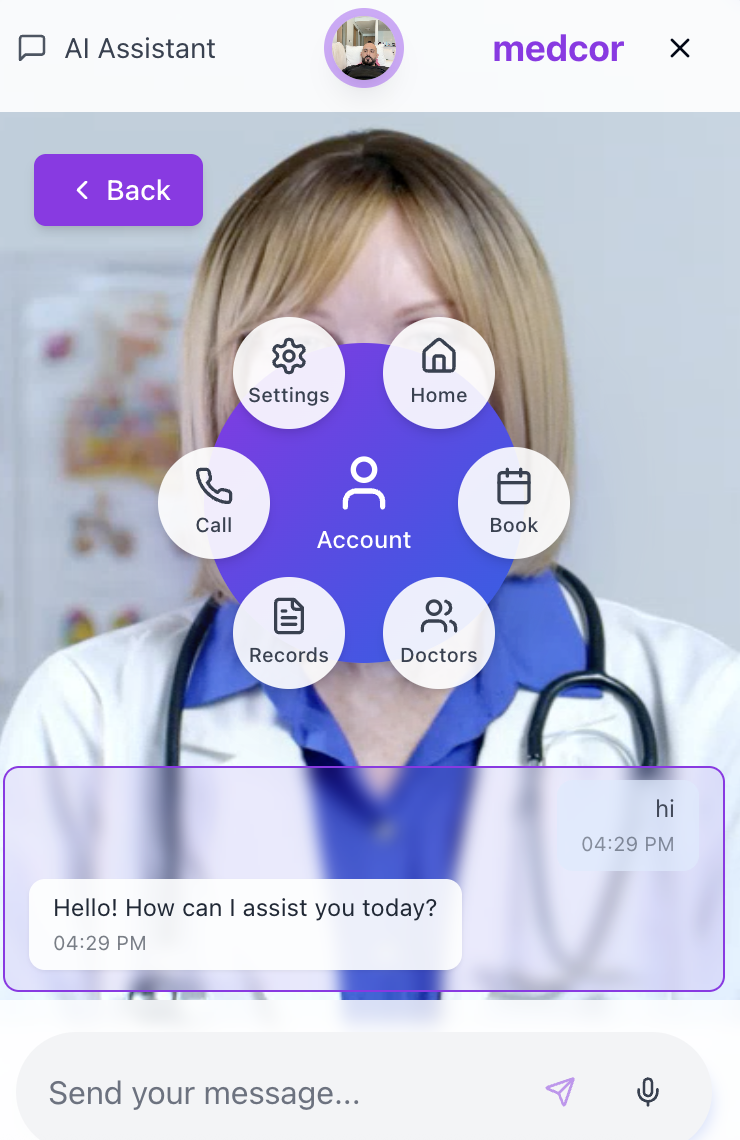 AI Assistant
medcor
Back
Settings
Home
Call
Account
Book
Records
Doctors
hi
04:29 PM
Hello! How can I assist you today?
04:29 PM
Send your message...